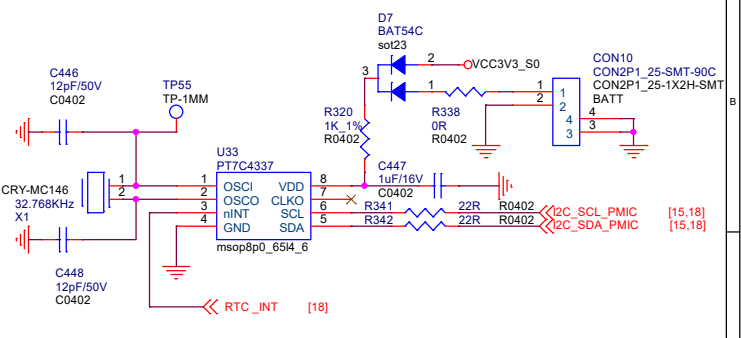 D7
BAT54C
sot23
2
VCC3V3_S0
3
1
CON10
CON2P1_25-SMT-90C
CON2P1_25-1X2H-SMT
BATT
1
2
1
2
4
3
4
3
B
C446
12pF/50V
C0402
TP55
TP-1MM
R320
1K_1%
R0402
R338
0R
R0402
U33
PT7C4337
C447
1uF/16V
C0402
CRY-MC146
32.768KHz
X1
1
2
1
2
3
4
OSCI
OSCO
nINT
GND
VDD
CLKO
SCL
SDA
8
7
6
5
msop8p0_65l4_6
R341
22R
R0402
I2C_SCL_PMIC
[15,18]
R342
22R
R0402
I2C_SDA_PMIC
[15,18]
C448
12pF/50V
C0402
RTC _INT
[18]